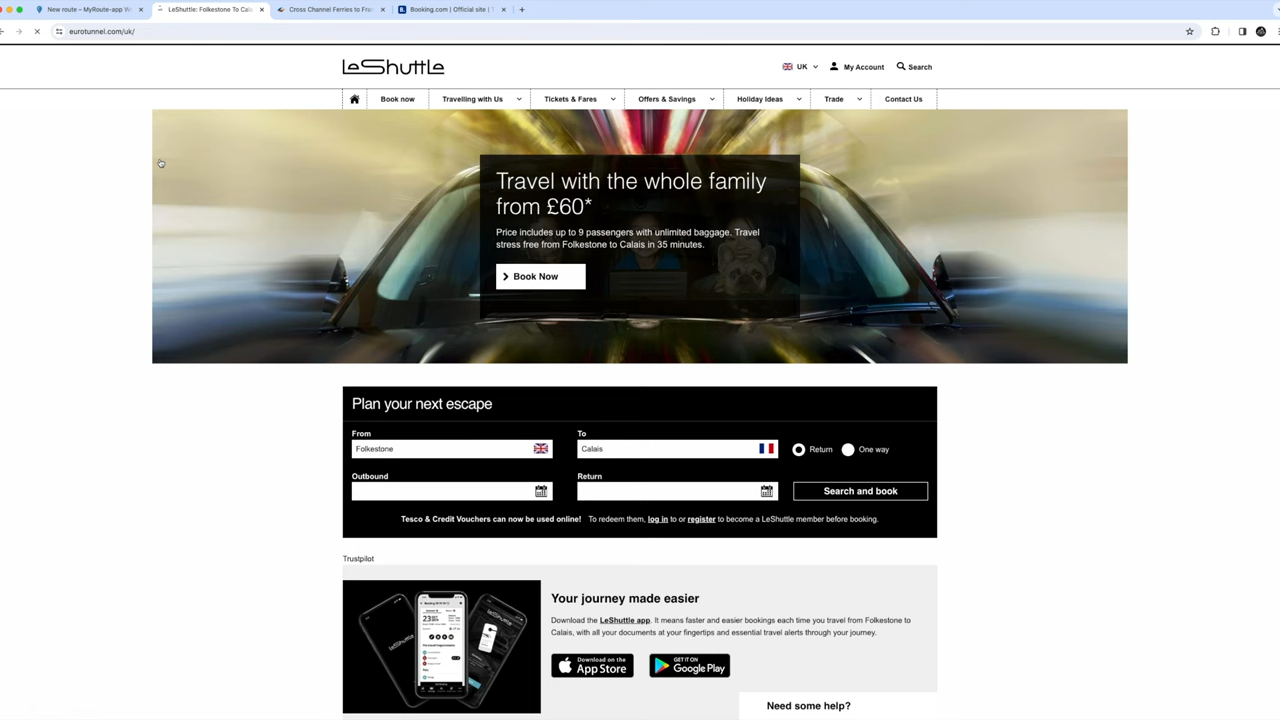 New route – MyRoute-app W
LeShuttle: Folkestone To Cala
Cross Channel Ferries to Fra
Booking.com | Official site | T
eurotunnel.com/uk/
LeShuttle
UK
My Account
Search
Book now
Travelling with Us
Tickets & Fares
Offers & Savings
Holiday Ideas
Trade
Contact Us
Travel with the whole family
from £60*
Price includes up to 9 passengers with unlimited baggage. Travel
stress free from Folkestone to Calais in 35 minutes.
Book Now
Plan your next escape
From
To
Folkestone
Calais
Return
One way
Outbound
Return
Search and book
Tesco & Credit Vouchers can now be used online! To redeem them, log in to or register to become a LeShuttle member before booking.
Trustpilot
Your journey made easier
Download the LeShuttle app. It means faster and easier bookings each time you travel from Folkestone to
Calais, with all your documents at your fingertips and essential travel alerts through your journey.
Download on the
App Store
GET IT ON
Google Play
Need some help?